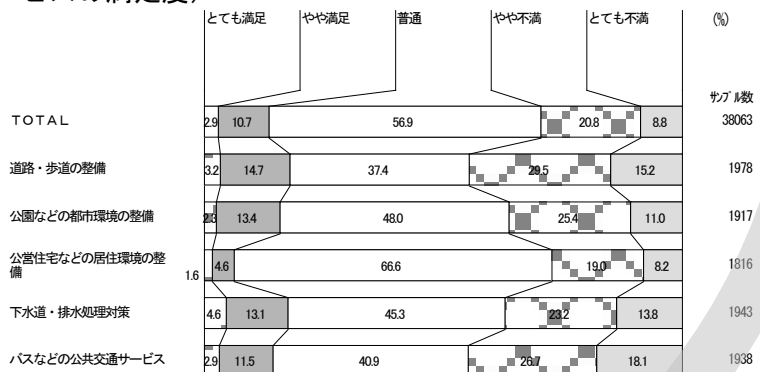 とても満足 やや満足 普通 やや不満 とても不満 (%)
ｻﾝﾌﾟﾙ数
ＴＯＴＡＬ 2.9 10.7 56.9 20.8 8.8 38063
道路・歩道の整備 3.2 14.7 37.4 29.5 15.2 1978
公園などの都市環境の整備 2.3 13.4 48.0 25.4 11.0 1917
公営住宅などの居住環境の整
備 1.6 4.6 66.6 19.0 8.2 1816
下水道・排水処理対策 4.6 13.1 45.3 23.2 13.8 1943
バスなどの公共交通サービス 2.9 11.5 40.9 26.7 18.1 1938